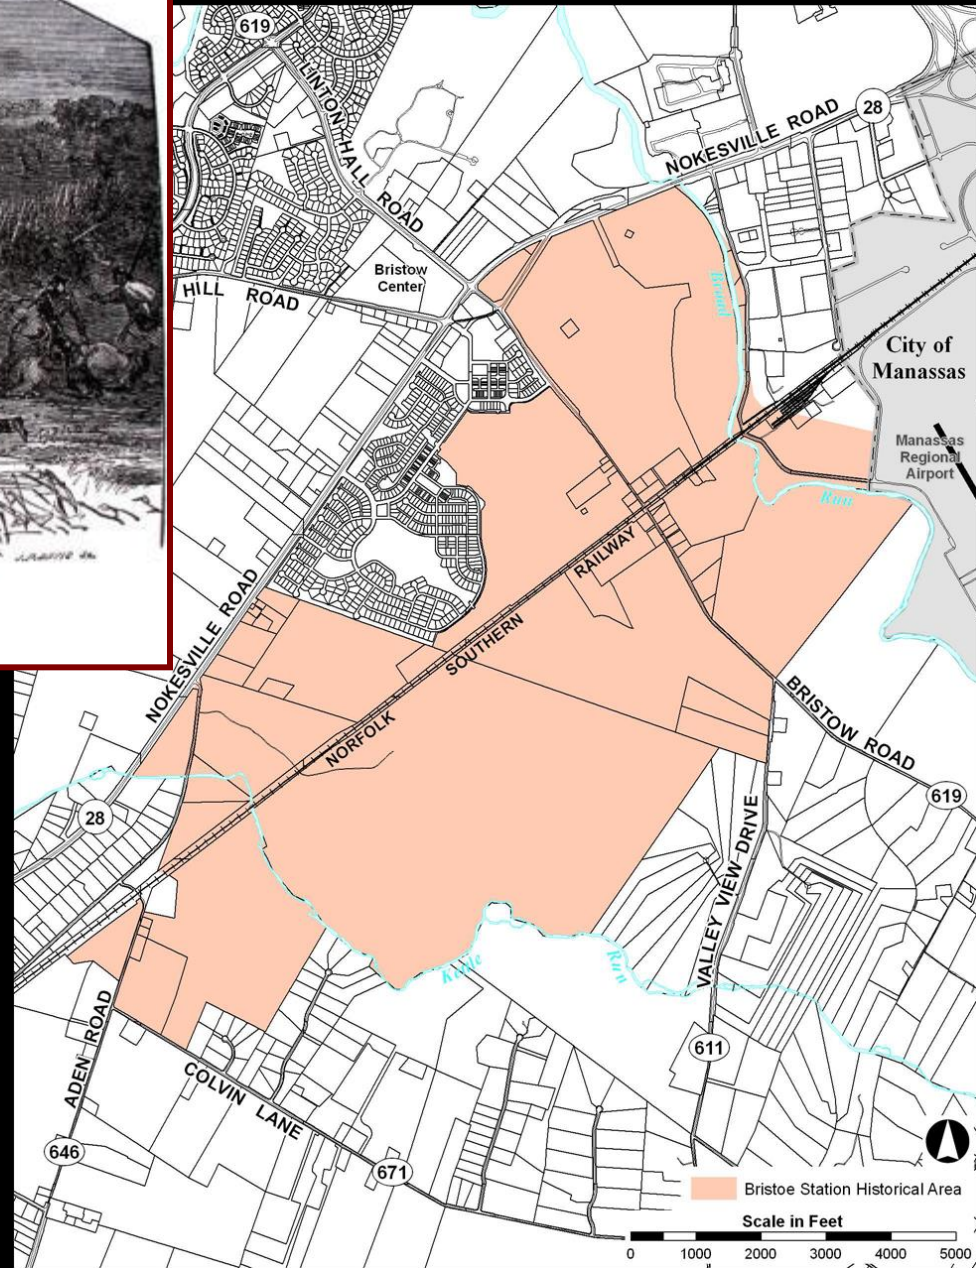 619
LINTON HALL ROAD
NOKESVILLE ROAD
28
Bristow
Center
HILL ROAD
Broad
City of
Manassas
Manassas
Regional
Airport
Run
RAILWAY
SOUTHERN
NORFOLK
NOKESVILLE ROAD
BRISTOW ROAD
28
619
VALLEY VIEW DRIVE
Kettle
Run
ADEN ROAD
611
COLVIN LANE
646
671
Bristoe Station Historical Area
Scale in Feet
0 1000 2000 3000 4000 5000